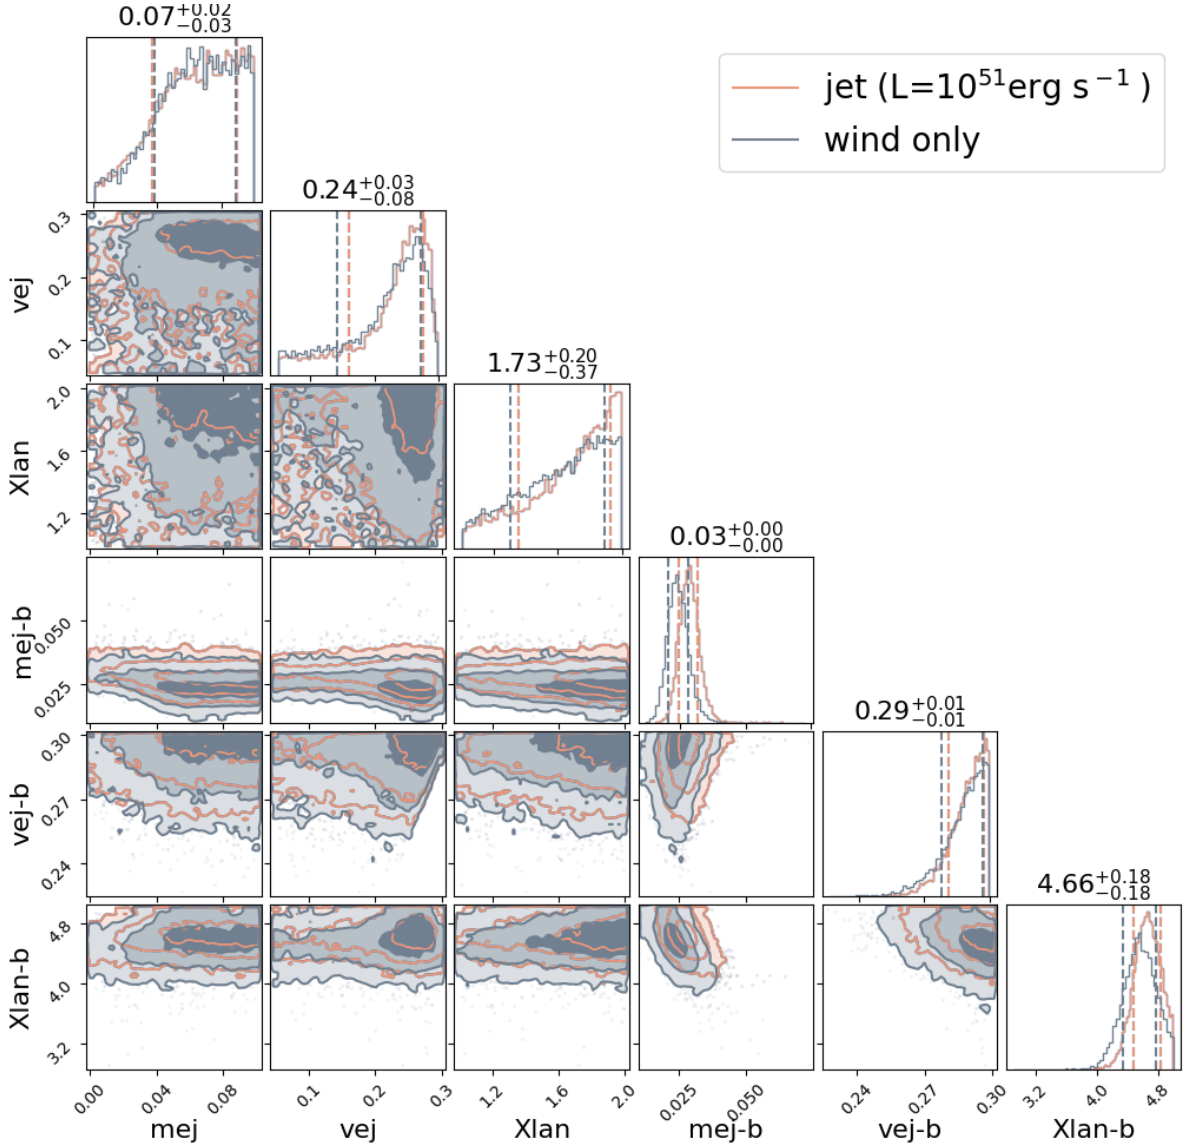 0.07+0.02−0.03
jet (L=10⁵¹erg s⁻¹ )
wind only
0.24+0.03−0.08
0.3
0.2
0.1
vej
1.73+0.20−0.37
2.0
1.6
1.2
Xlan
0.03+0.00−0.00
0.050
0.025
mej-b
0.29+0.01−0.01
0.30
0.27
0.24
vej-b
4.66+0.18−0.18
4.8
4.0
3.2
Xlan-b
0.00 0.04 0.08 0.1 0.2 0.3 1.2 1.6 2.0 0.025 0.050 0.24 0.27 0.30 3.2 4.0 4.8
mej vej Xlan mej-b vej-b Xlan-b